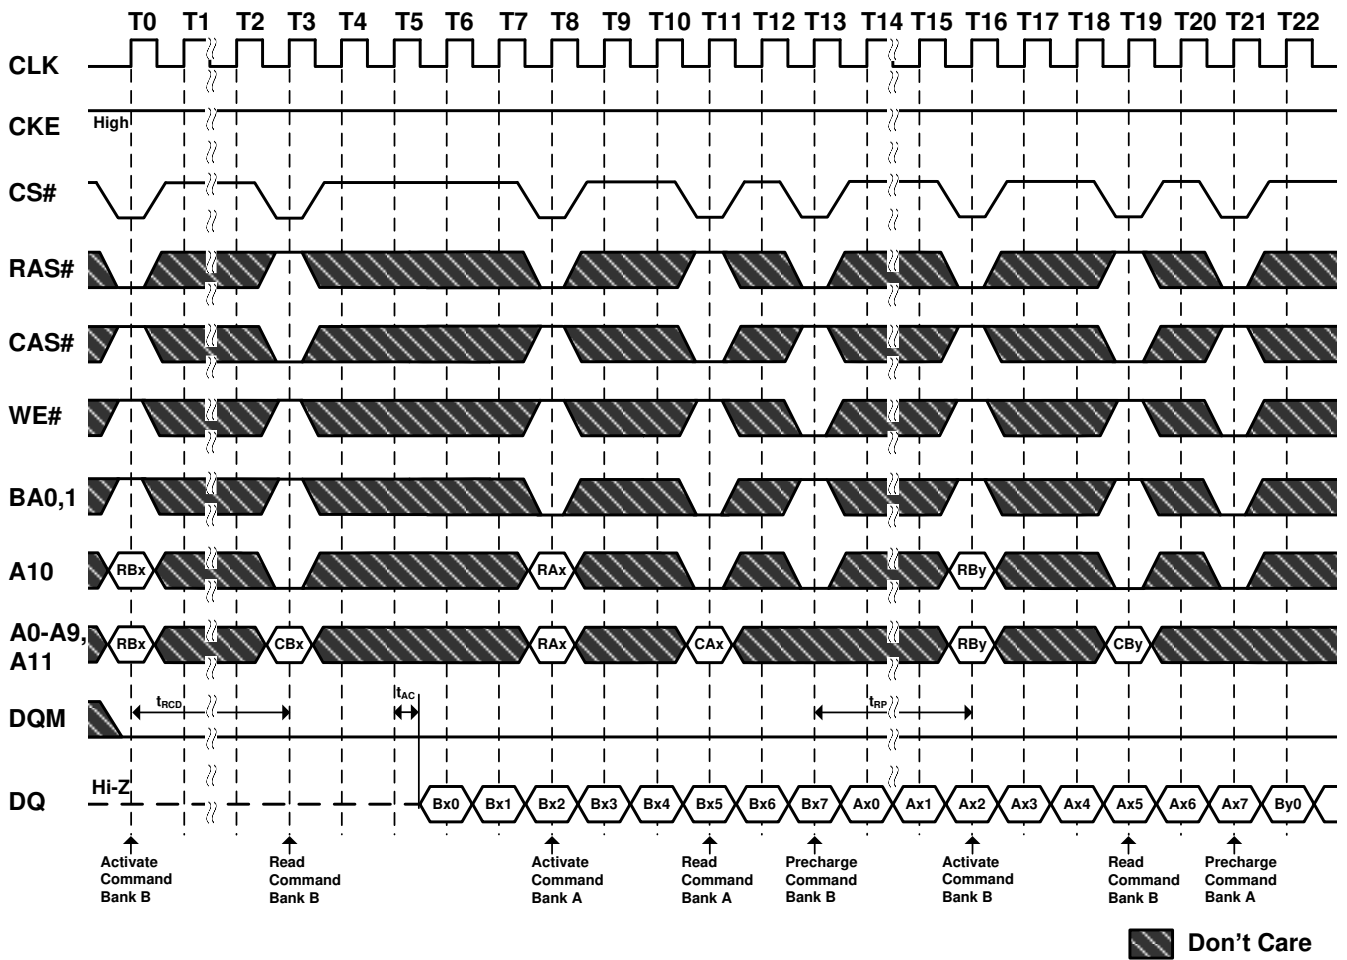 T0 T1 T2 T3 T4 T5 T6 T7 T8 T9 T10 T11 T12 T13 T14 T15 T16 T17 T18 T19 T20 T21 T22
CLK
CKE High
CS#
RAS#
CAS#
WE#
BA0,1
A10 RBx RAx RBy
A0-A9,
A11 RBx CBx RAx CAx RBy CBy
tRCD tAC tRP
DQM
DQ Hi-Z Bx0 Bx1 Bx2 Bx3 Bx4 Bx5 Bx6 Bx7 Ax0 Ax1 Ax2 Ax3 Ax4 Ax5 Ax6 Ax7 By0
Activate
Command
Bank B
Read
Command
Bank B
Activate
Command
Bank A
Read
Command
Bank A
Precharge
Command
Bank B
Activate
Command
Bank B
Read
Command
Bank B
Precharge
Command
Bank A
Don't Care